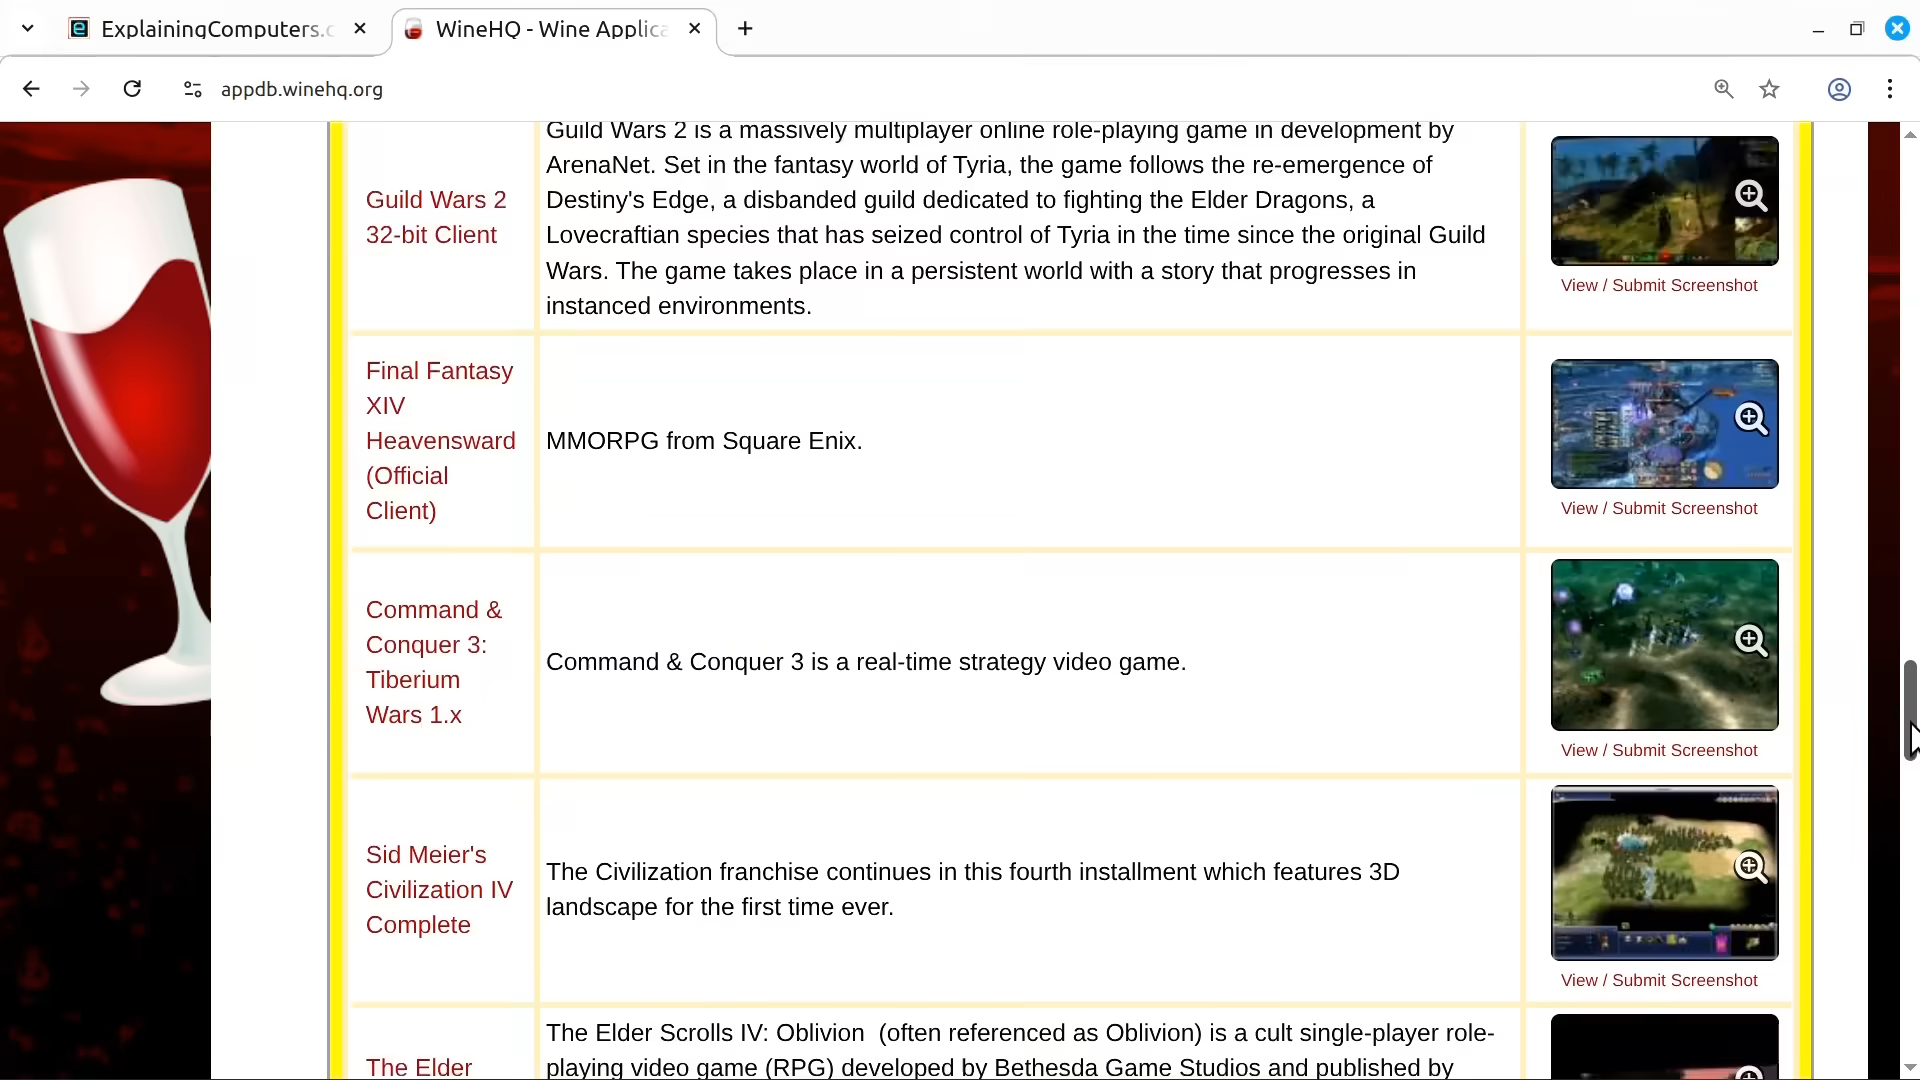 ExplainingComputers.c
WineHQ - Wine Applica
appdb.winehq.org
Guild Wars 2
32-bit Client
Guild Wars 2 is a massively multiplayer online role-playing game in development by
ArenaNet. Set in the fantasy world of Tyria, the game follows the re-emergence of
Destiny's Edge, a disbanded guild dedicated to fighting the Elder Dragons, a
Lovecraftian species that has seized control of Tyria in the time since the original Guild
Wars. The game takes place in a persistent world with a story that progresses in
instanced environments.
View / Submit Screenshot
Final Fantasy
XIV
Heavensward
(Official
Client)
MMORPG from Square Enix.
View / Submit Screenshot
Command &
Conquer 3:
Tiberium
Wars 1.x
Command & Conquer 3 is a real-time strategy video game.
View / Submit Screenshot
Sid Meier's
Civilization IV
Complete
The Civilization franchise continues in this fourth installment which features 3D
landscape for the first time ever.
View / Submit Screenshot
The Elder
The Elder Scrolls IV: Oblivion  (often referenced as Oblivion) is a cult single-player role-
playing video game (RPG) developed by Bethesda Game Studios and published by